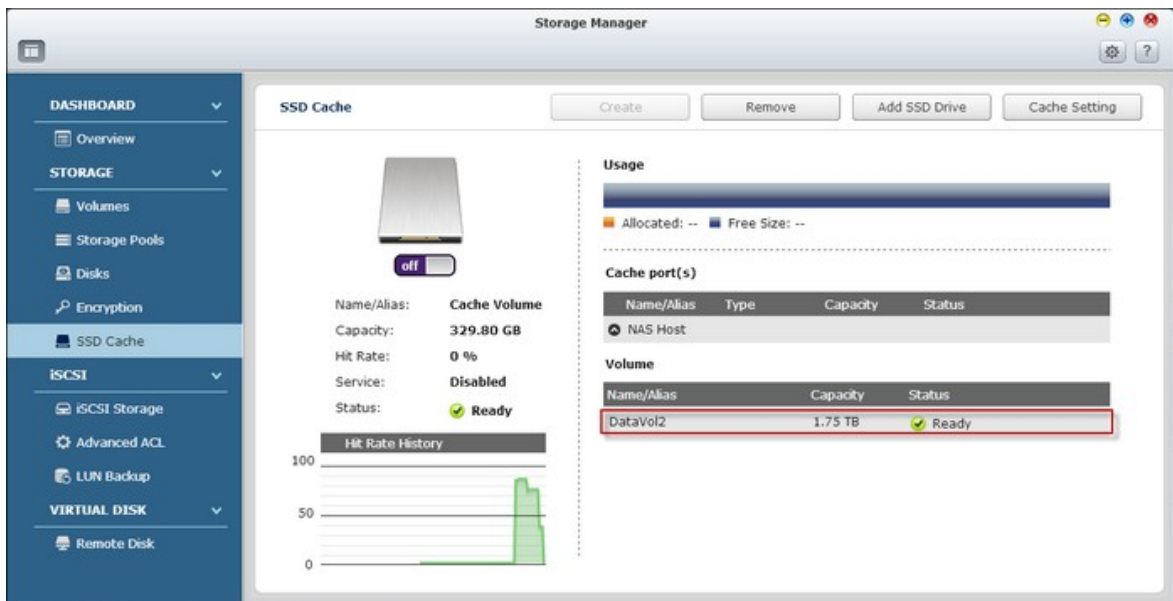 Storage Manager
?
DASHBOARD
Overview
STORAGE
Volumes
Storage Pools
Disks
Encryption
SSD Cache
iSCSI
iSCSI Storage
Advanced ACL
LUN Backup
VIRTUAL DISK
Remote Disk
SSD Cache
Create Remove Add SSD Drive Cache Setting
off
Name/Alias: Cache Volume
Capacity: 329.80 GB
Hit Rate: 0 %
Service: Disabled
Status: Ready
Hit Rate History
100
50
0
Usage
Allocated: -- Free Size: --
Cache port(s)
Name/Alias Type Capacity Status
NAS Host
Volume
Name/Alias Capacity Status
DataVol2 1.75 TB Ready